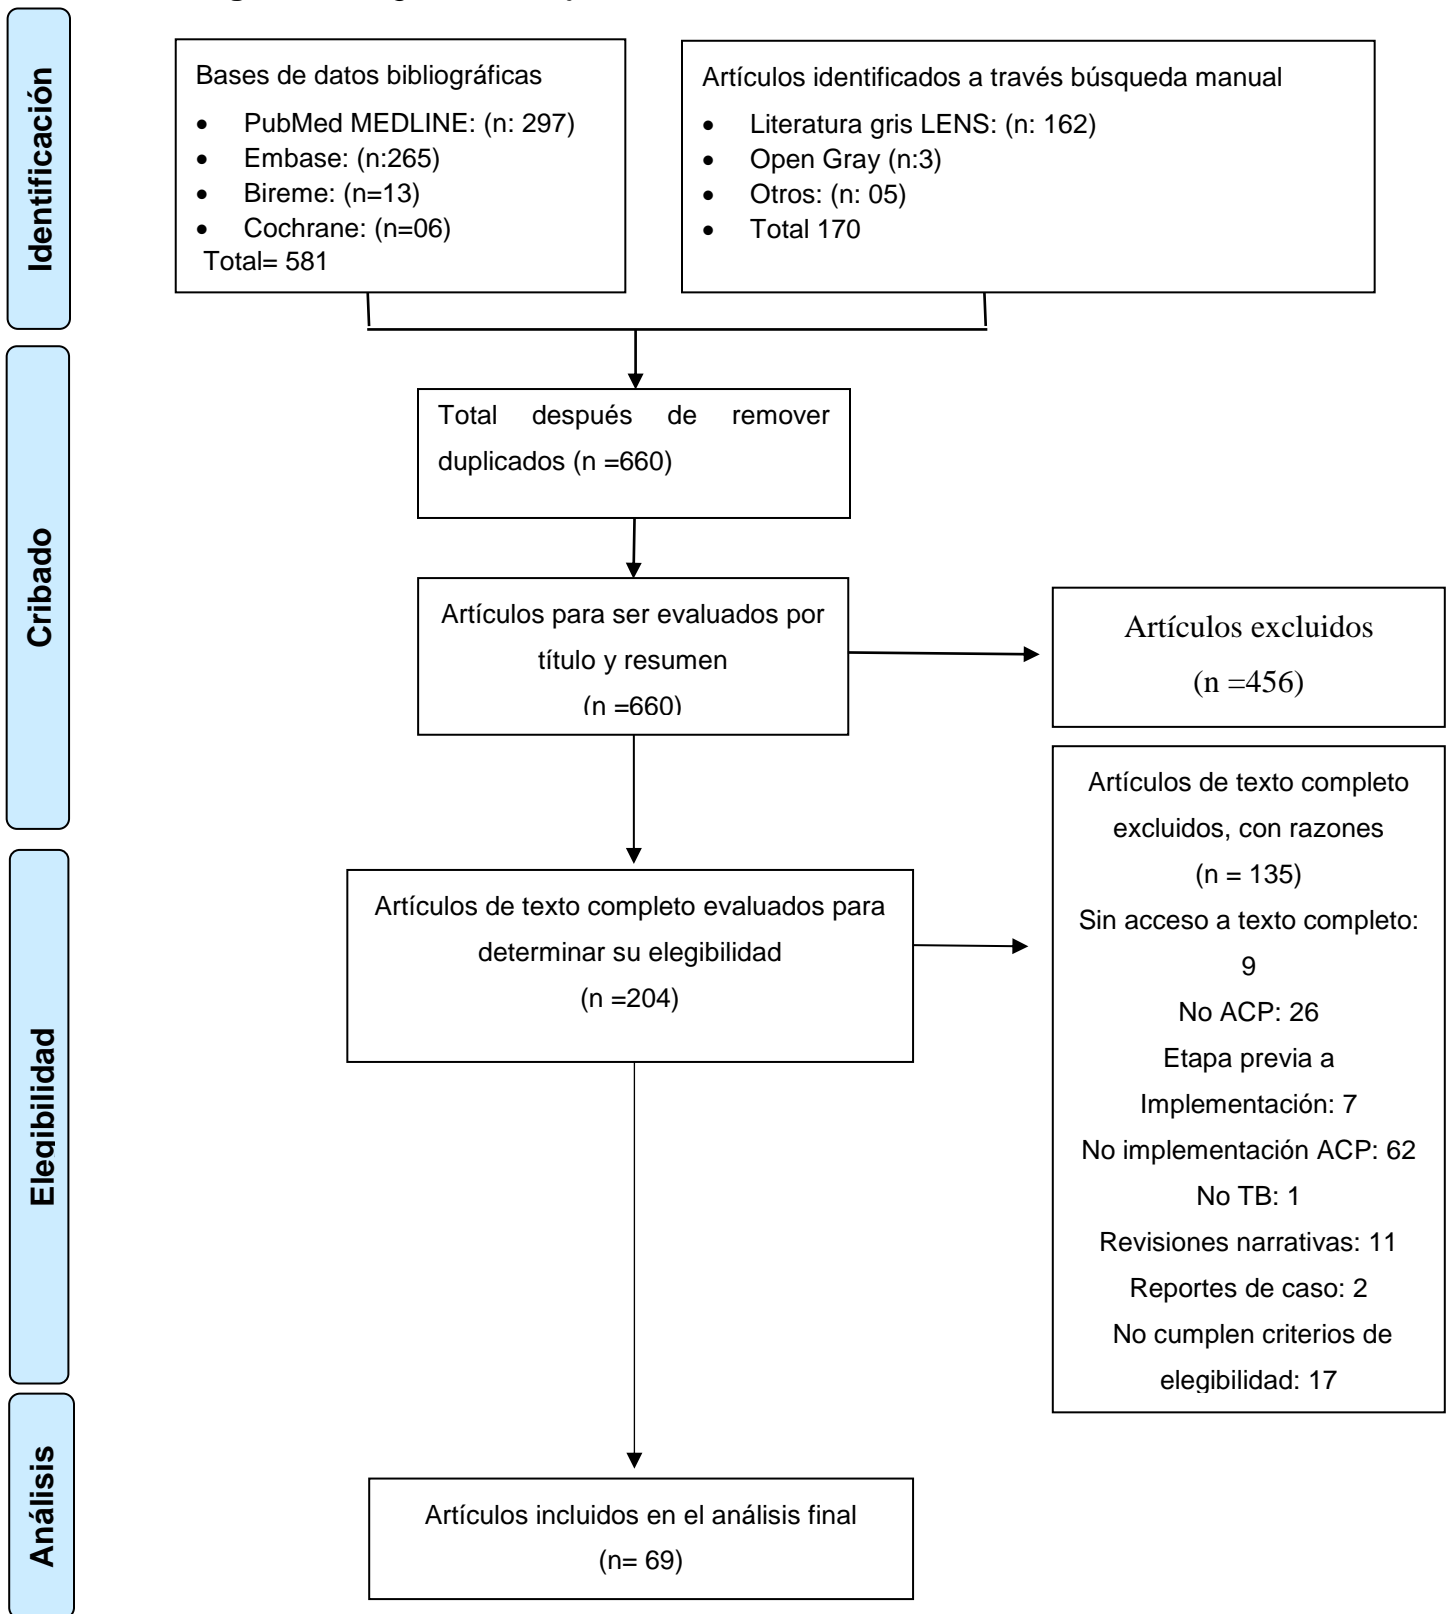 Identificación
Bases de datos bibliográficas
• PubMed MEDLINE: (n: 297)
• Embase: (n:265)
• Bireme: (n=13)
• Cochrane: (n=06)
Total= 581
Artículos identificados a través búsqueda manual
• Literatura gris LENS: (n: 162)
• Open Gray (n:3)
• Otros: (n: 05)
• Total 170
Cribado
Total después de remover
duplicados (n =660)
Artículos para ser evaluados por
título y resumen
(n =660)
Artículos excluidos
(n =456)
Elegibilidad
Artículos de texto completo evaluados para
determinar su elegibilidad
(n =204)
Artículos de texto completo
excluidos, con razones
(n = 135)
Sin acceso a texto completo:
9
No ACP: 26
Etapa previa a
Implementación: 7
No implementación ACP: 62
No TB: 1
Revisiones narrativas: 11
Reportes de caso: 2
No cumplen criterios de
elegibilidad: 17
Análisis
Artículos incluidos en el análisis final
(n= 69)